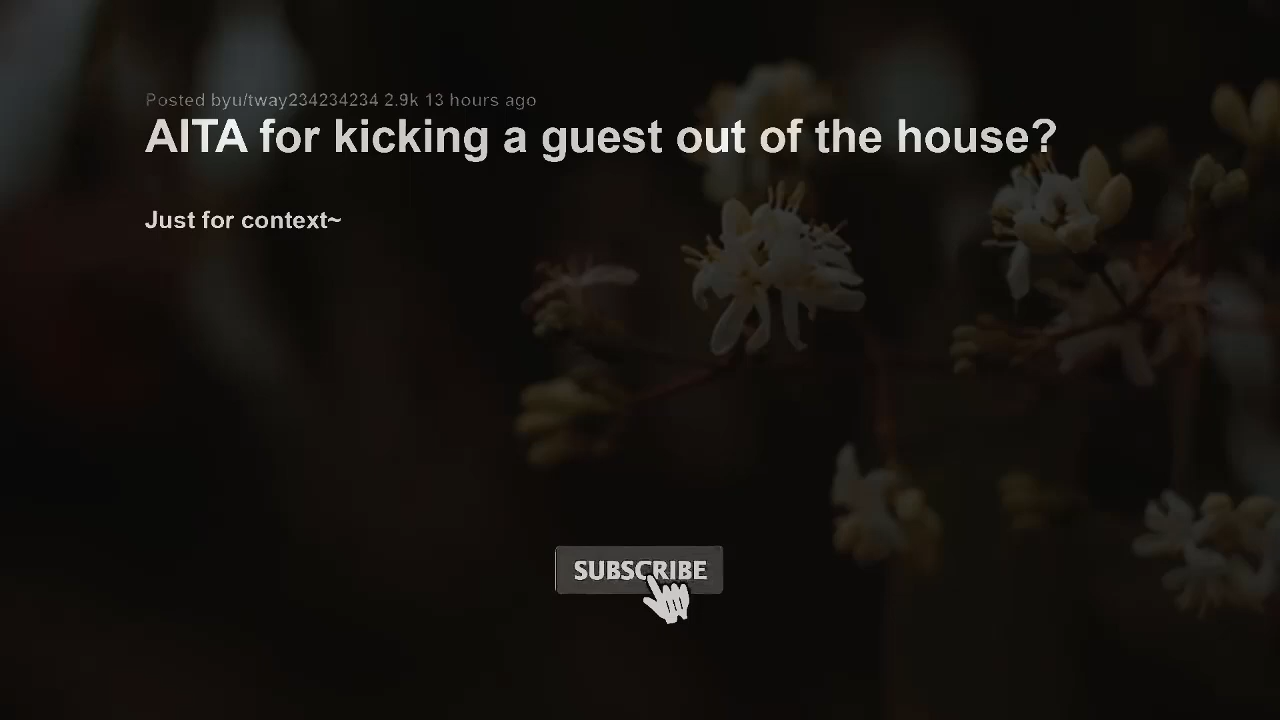 Posted byu/tway234234234 2.9k 13 hours ago
AITA for kicking a guest out of the house?
Just for context~
SUBSCRIBE